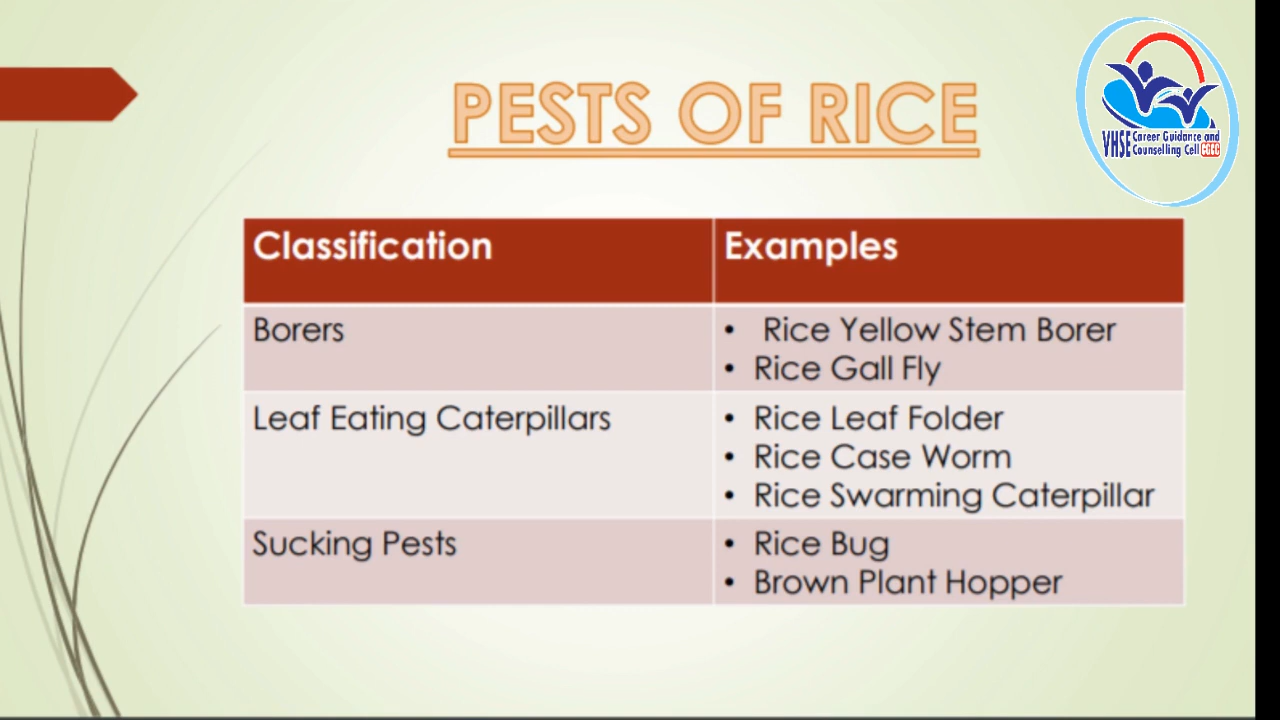 PESTS OF RICE
VHSE Career Guidance and
Counselling Cell CGCC
Classification
Examples
Borers
• Rice Yellow Stem Borer
• Rice Gall Fly
Leaf Eating Caterpillars
• Rice Leaf Folder
• Rice Case Worm
• Rice Swarming Caterpillar
Sucking Pests
• Rice Bug
• Brown Plant Hopper